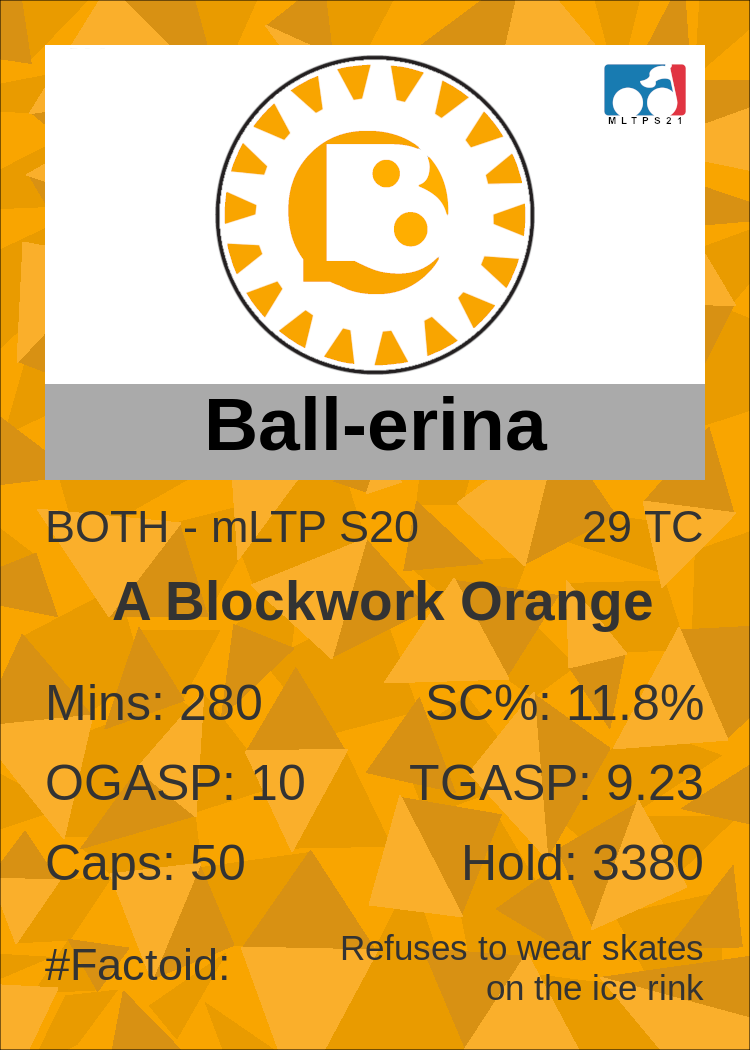 B
MLTPS21
Ball-erina
BOTH - mLTP S20 29 TC
A Blockwork Orange
Mins: 280 SC%: 11.8%
OGASP: 10 TGASP: 9.23
Caps: 50 Hold: 3380
#Factoid: Refuses to wear skates
on the ice rink